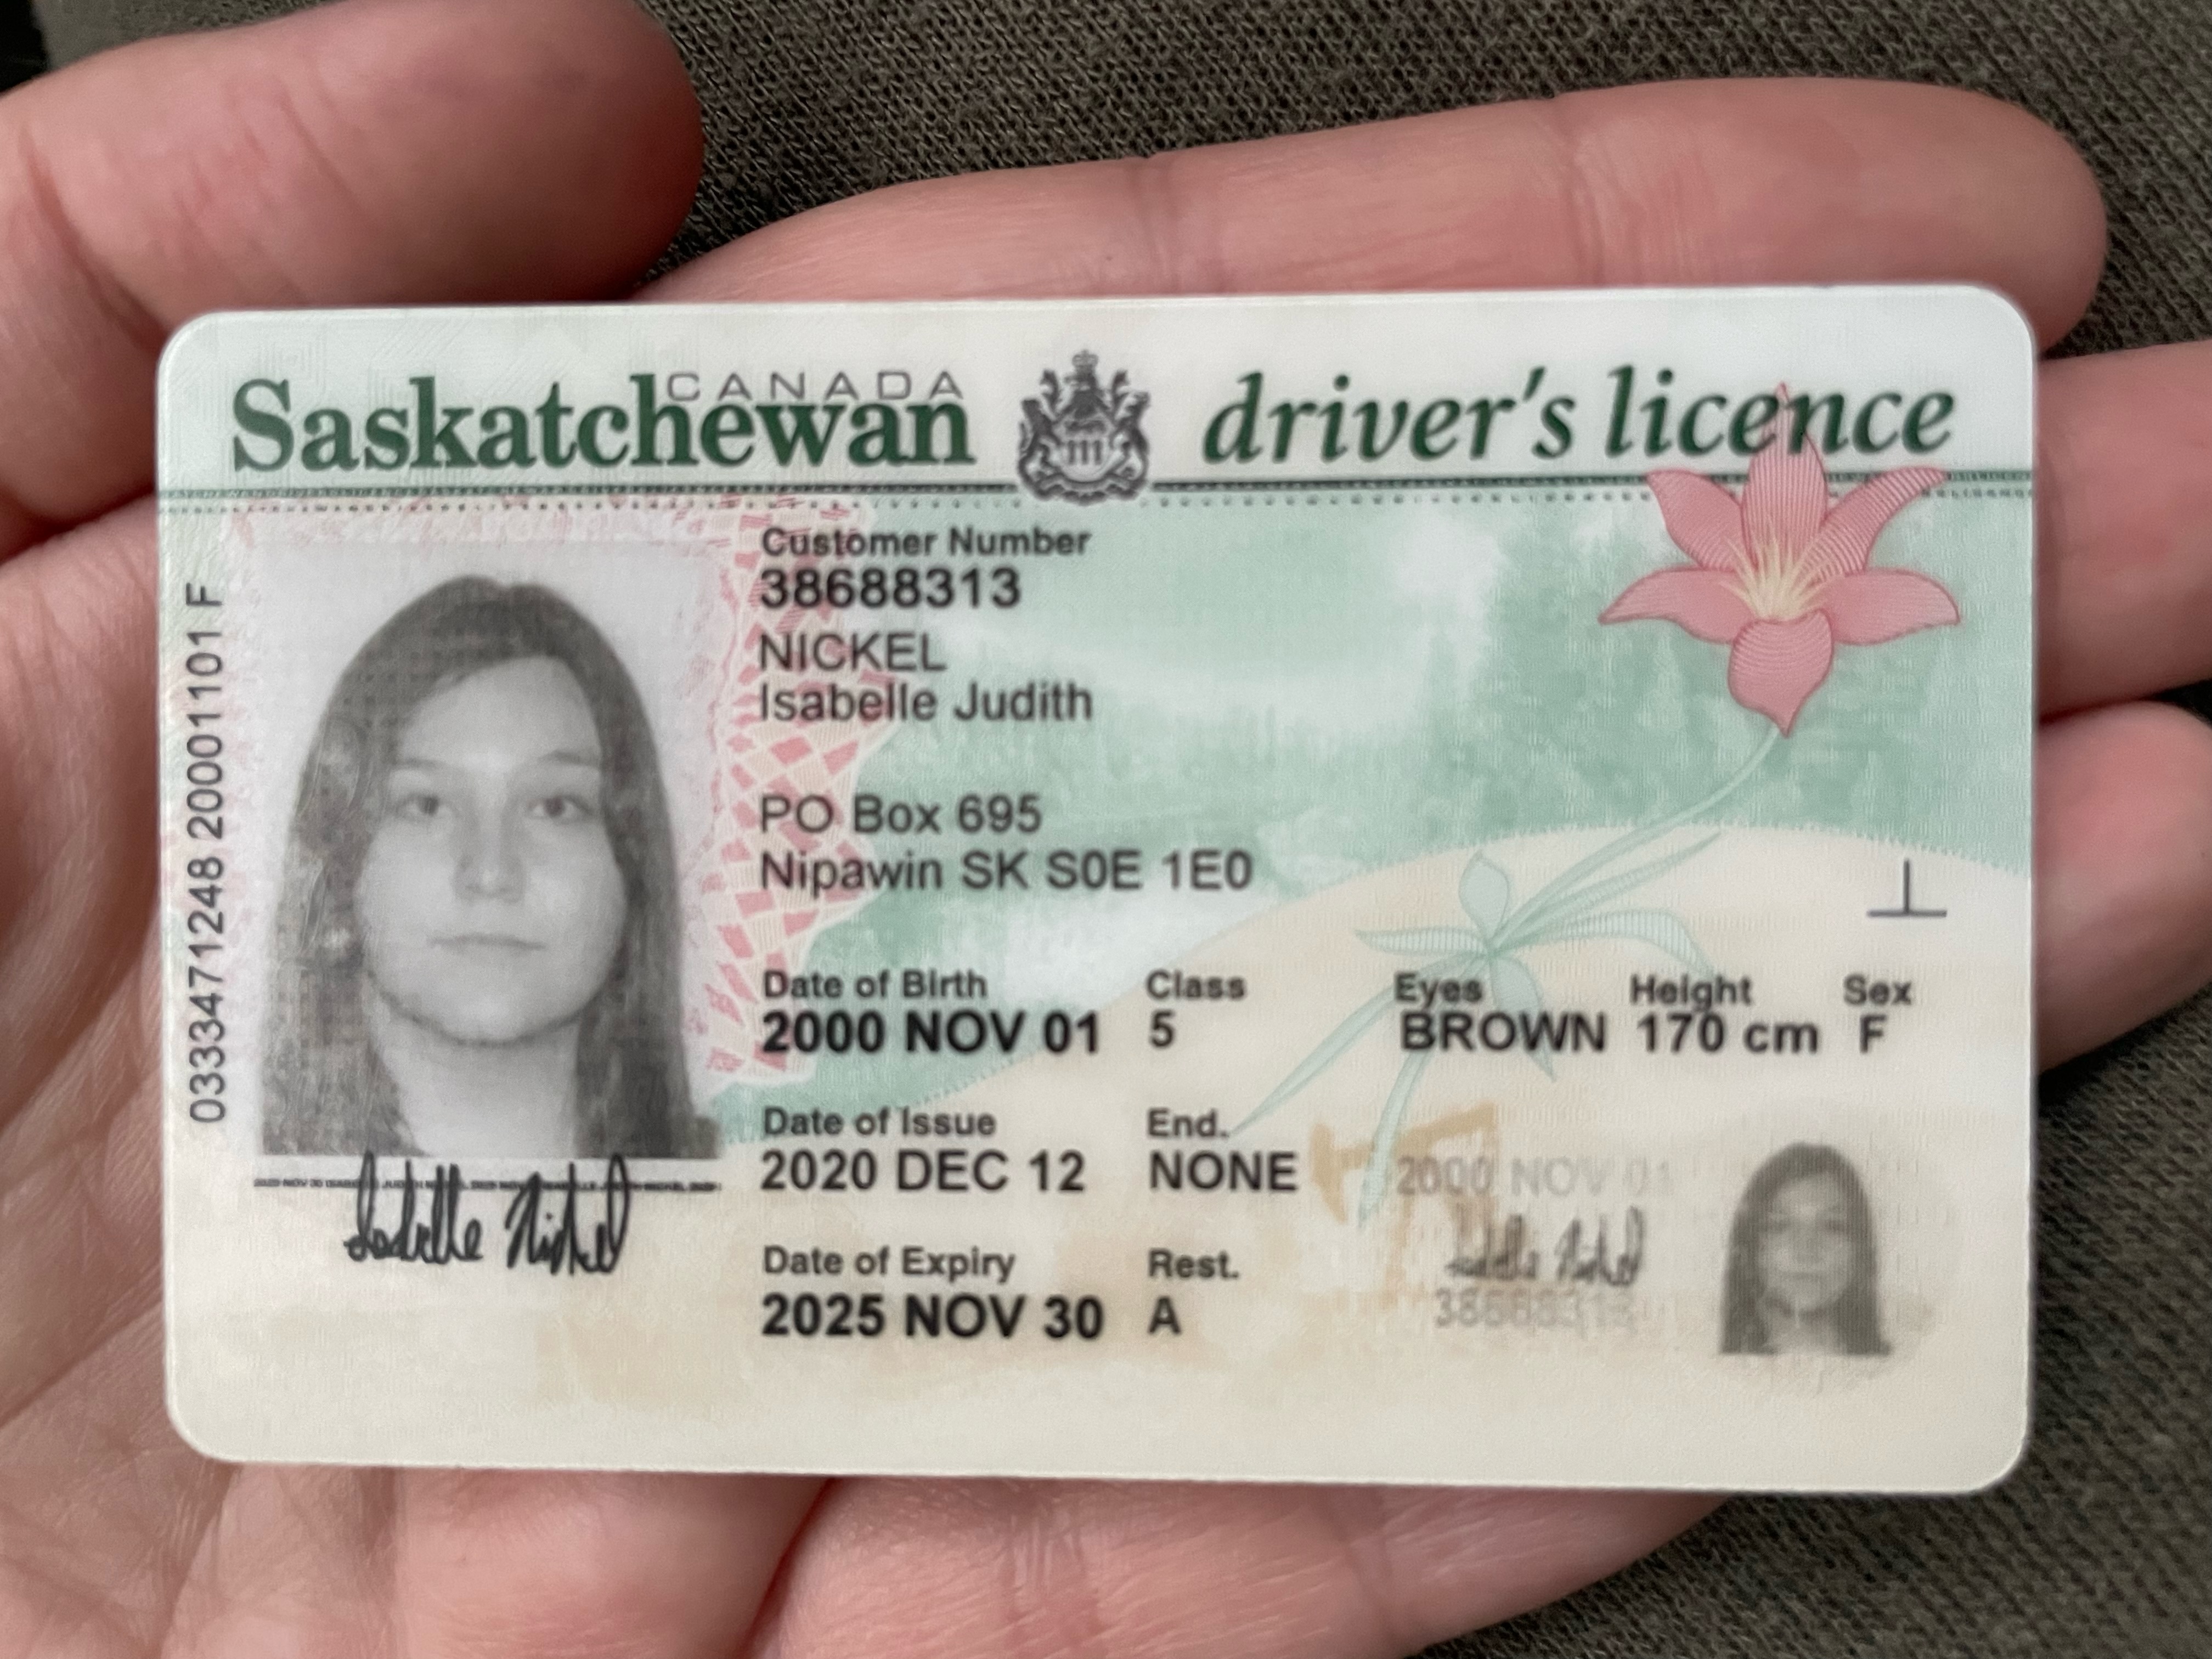 CANADA
Saskatchewan driver's licence
0333471248 20001101 F
Customer Number
38688313
NICKEL
Isabelle Judith
PO Box 695
Nipawin SK S0E 1E0
Date of Birth Class Eyes Height Sex
2000 NOV 01 5 BROWN 170 cm F
Date of Issue End.
2020 DEC 12 NONE
Date of Expiry Rest.
2025 NOV 30 A
Isabelle Nickel
2000 NOV 01